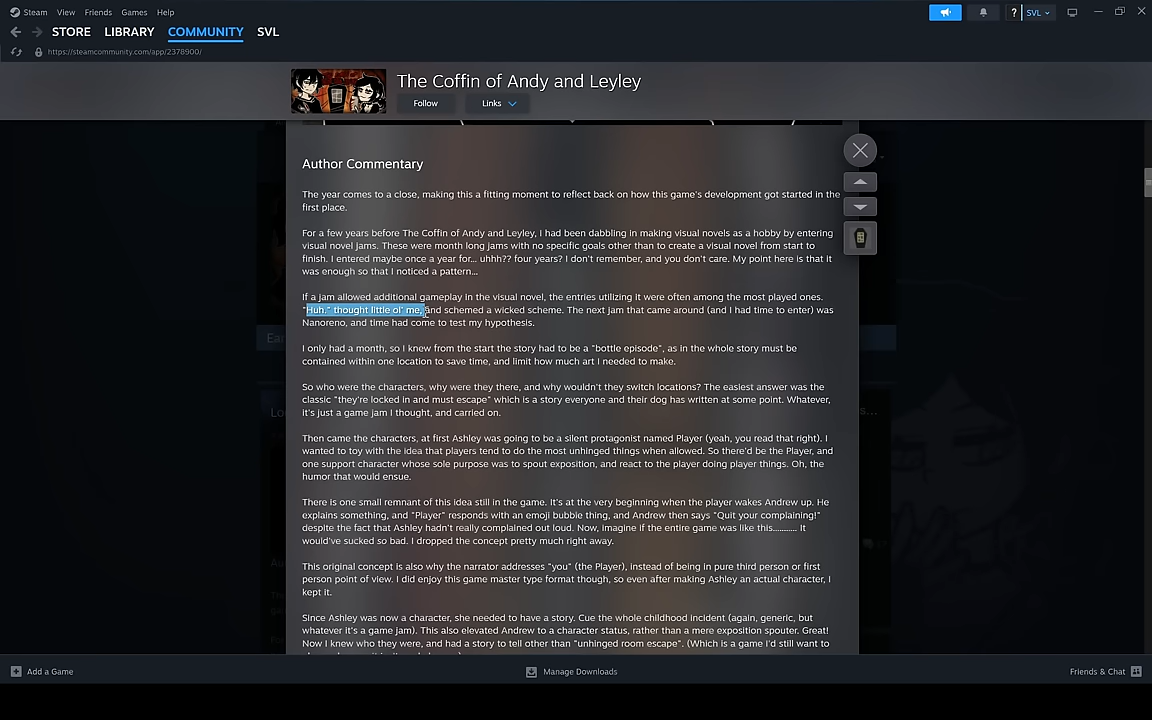 Steam View Friends Games Help
? SVL
STORE LIBRARY COMMUNITY SVL
https://steamcommunity.com/app/2378900/
The Coffin of Andy and Leyley
Follow Links
Author Commentary
The year comes to a close, making this a fitting moment to reflect back on how this game's development got started in the
first place.
For a few years before The Coffin of Andy and Leyley, I had been dabbling in making visual novels as a hobby by entering
visual novel jams. These were month long jams with no specific goals other than to create a visual novel from start to
finish. I entered maybe once a year for... uhhh?? four years? I don't remember, and you don't care. My point here is that it
was enough so that I noticed a pattern...
If a jam allowed additional gameplay in the visual novel, the entries utilizing it were often among the most played ones.
"Huh." thought little ol' me, and schemed a wicked scheme. The next jam that came around (and I had time to enter) was
Nanoreno, and time had come to test my hypothesis.
I only had a month, so I knew from the start the story had to be a "bottle episode", as in the whole story must be
contained within one location to save time, and limit how much art I needed to make.
So who were the characters, why were they there, and why wouldn't they switch locations? The easiest answer was the
classic "they're locked in and must escape" which is a story everyone and their dog has written at some point. Whatever,
it's just a game jam I thought, and carried on.
Then came the characters, at first Ashley was going to be a silent protagonist named Player (yeah, you read that right). I
wanted to toy with the idea that players tend to do the most unhinged things when allowed. So there'd be the Player, and
one support character whose sole purpose was to spout exposition, and react to the player doing player things. Oh, the
humor that would ensue.
There is one small remnant of this idea still in the game. It's at the very beginning when the player wakes Andrew up. He
explains something, and "Player" responds with an emoji bubble thing, and Andrew then says "Quit your complaining!"
despite the fact that Ashley hadn't really complained out loud. Now, imagine if the entire game was like this........... It
would've sucked so bad. I dropped the concept pretty much right away.
This original concept is also why the narrator addresses "you" (the Player), instead of being in pure third person or first
person point of view. I did enjoy this game master type format though, so even after making Ashley an actual character, I
kept it.
Since Ashley was now a character, she needed to have a story. Cue the whole childhood incident (again, generic, but
whatever it's a game jam). This also elevated Andrew to a character status, rather than a mere exposition spouter. Great!
Now I knew who they were, and had a story to tell other than "unhinged room escape". (Which is a game I'd still want to
Add a Game Manage Downloads Friends & Chat